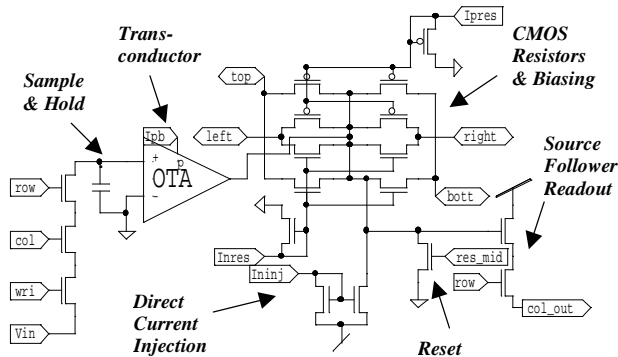 Trans-
conductor
Ipres
CMOS
Resistors
& Biasing
Sample
& Hold
top
Ipb
left
right
+
p
OTA
-
Source
Follower
Readout
row
bott
col
Inres
res_mid
Ininj
wri
row
Vin
col_out
Direct
Current
Injection
Reset